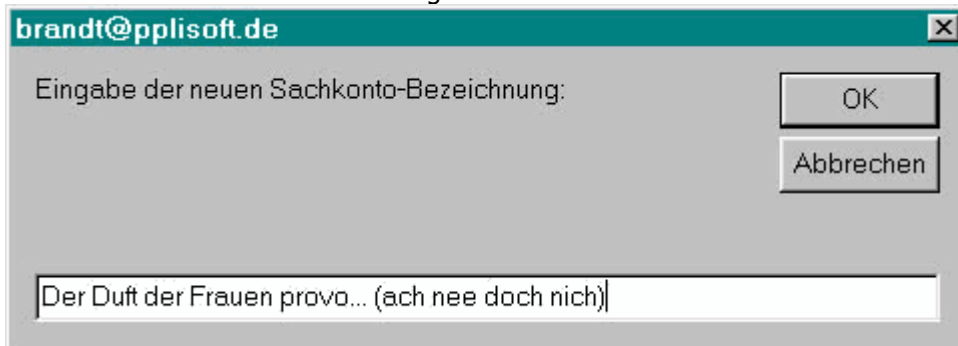 brandt@pplisoft.de
Eingabe der neuen Sachkonto-Bezeichnung:
OK
Abbrechen
Der Duft der Frauen provo... (ach nee doch nich)